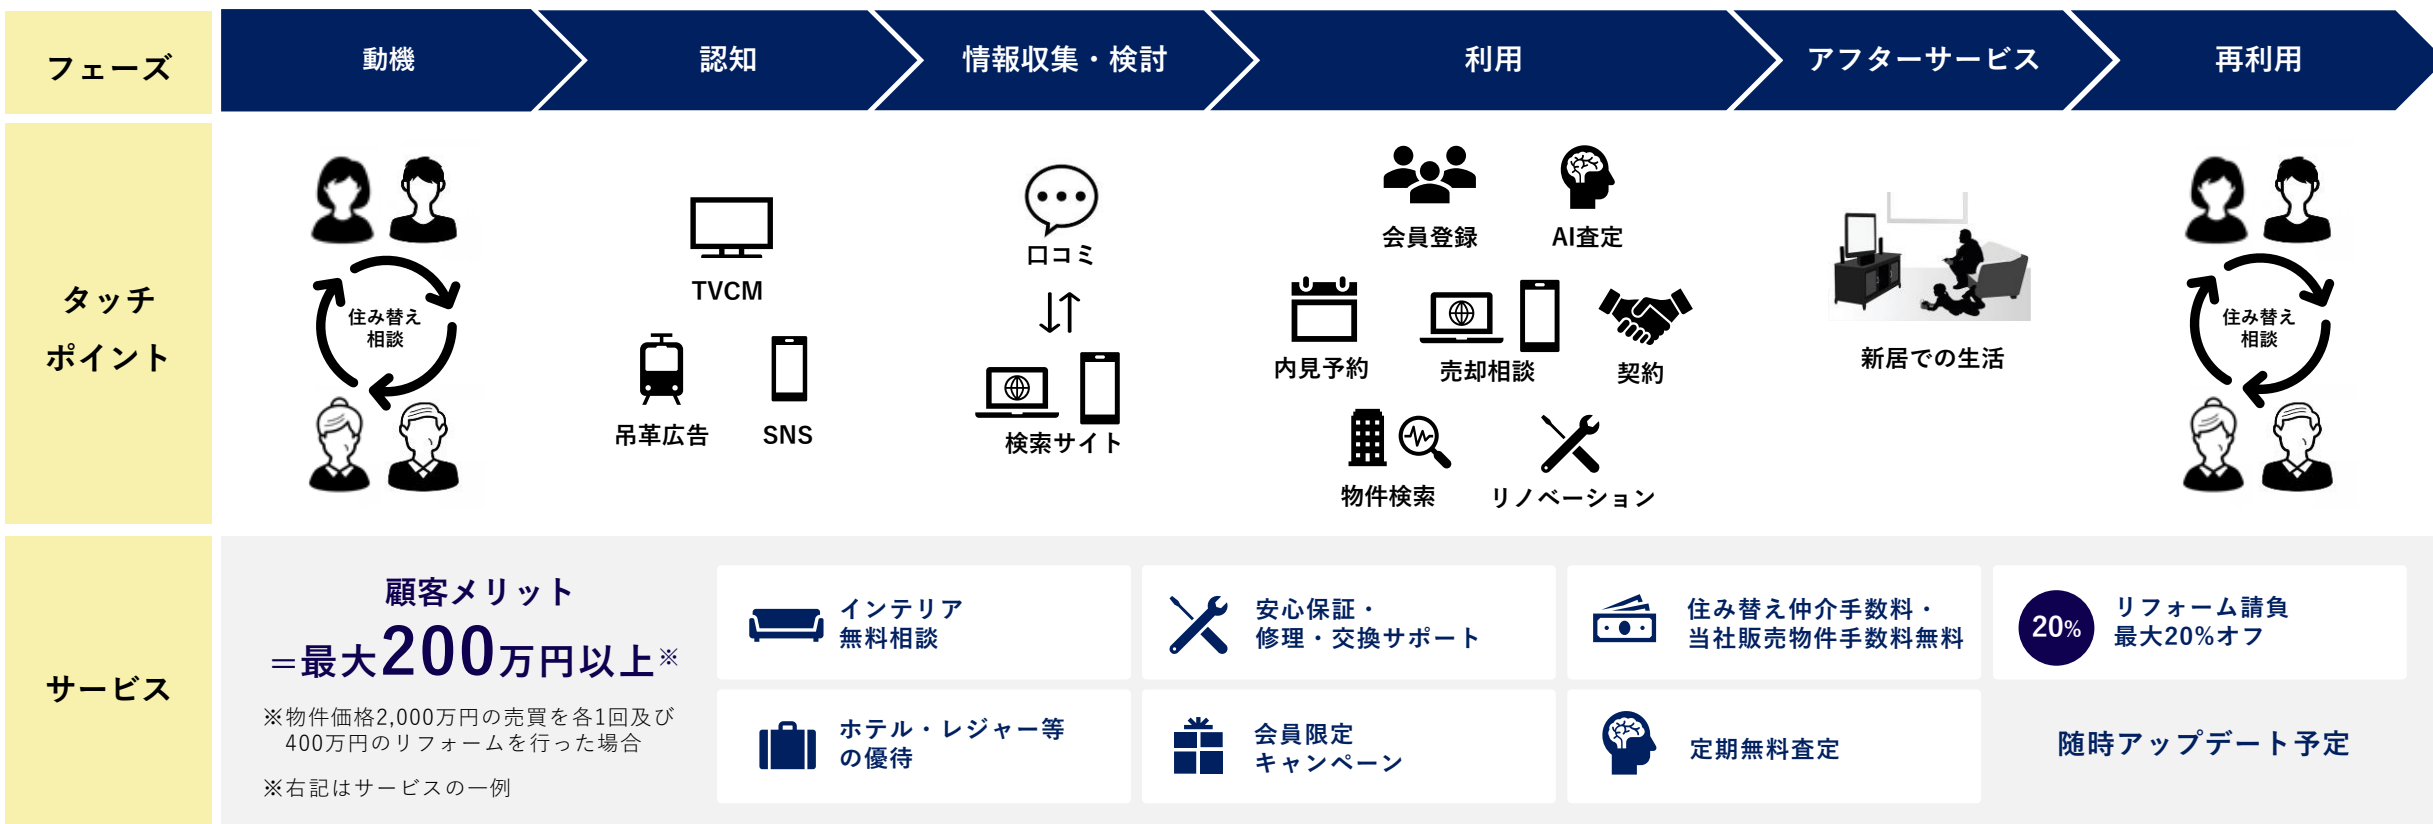 フェーズ
動機
認知
情報収集・検討
利用
アフターサービス
再利用
タッチ
ポイント
住み替え
相談
TVCM
吊革広告
SNS
口コミ
検索サイト
会員登録
AI査定
内見予約
売却相談
契約
物件検索
リノベーション
新居での生活
住み替え
相談
サービス
顧客メリット
=最大200万円以上※
※物件価格2,000万円の売買を各1回及び
400万円のリフォームを行った場合
※右記はサービスの一例
インテリア
無料相談
安心保証・
修理・交換サポート
住み替え仲介手数料・
当社販売物件手数料無料
20%
リフォーム請負
最大20%オフ
ホテル・レジャー等
の優待
会員限定
キャンペーン
定期無料査定
随時アップデート予定